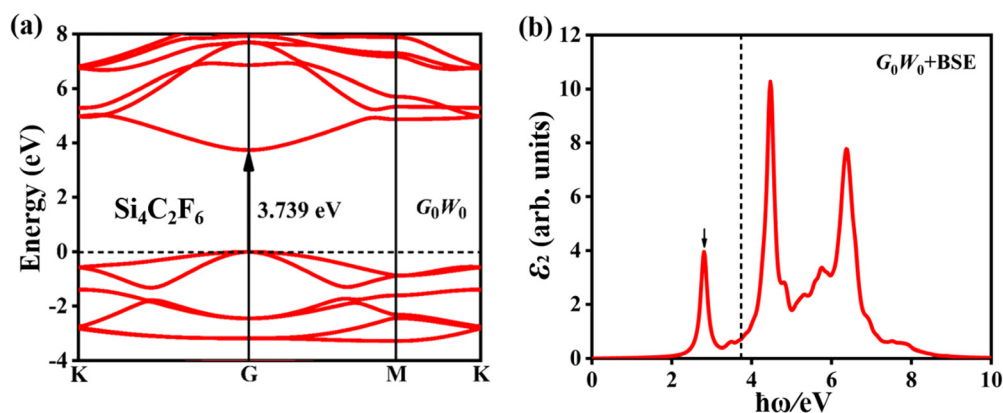 (a)
Energy (eV)
8
6
4
2
0
-2
-4
Si₄C₂F₆
3.739 eV
G₀W₀
K
G
M
K
(b)
ε₂ (arb. units)
12
10
8
6
4
2
0
G₀W₀+BSE
0
2
4
6
8
10
ħω/eV